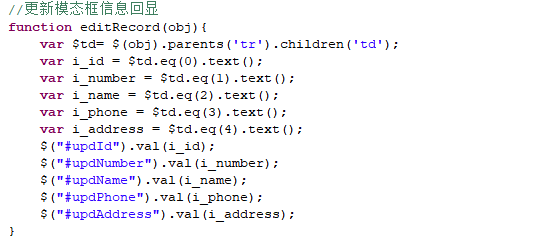 //更新模态框信息回显
function editRecord(obj){
    var $td= $(obj).parents('tr').children('td');
    var i_id = $td.eq(0).text();
    var i_number = $td.eq(1).text();
    var i_name = $td.eq(2).text();
    var i_phone = $td.eq(3).text();
    var i_address = $td.eq(4).text();
    $("#updId").val(i_id);
    $("#updNumber").val(i_number);
    $("#updName").val(i_name);
    $("#updPhone").val(i_phone);
    $("#updAddress").val(i_address);
}